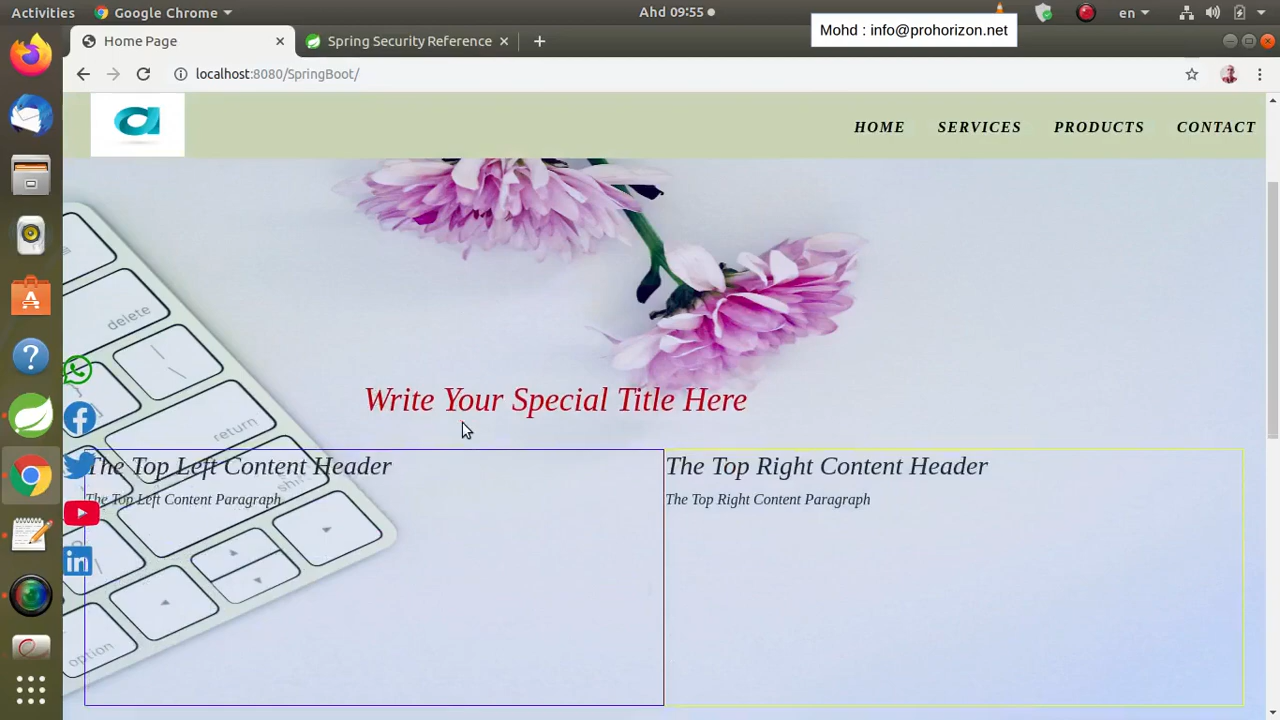 Activities
Google Chrome
Ahd 09:55
en
Mohd : info@prohorizon.net
Home Page
Spring Security Reference
localhost:8080/SpringBoot/
HOME
SERVICES
PRODUCTS
CONTACT
delete
return
shift
option
Write Your Special Title Here
The Top Left Content Header
The Top Left Content Paragraph
The Top Right Content Header
The Top Right Content Paragraph